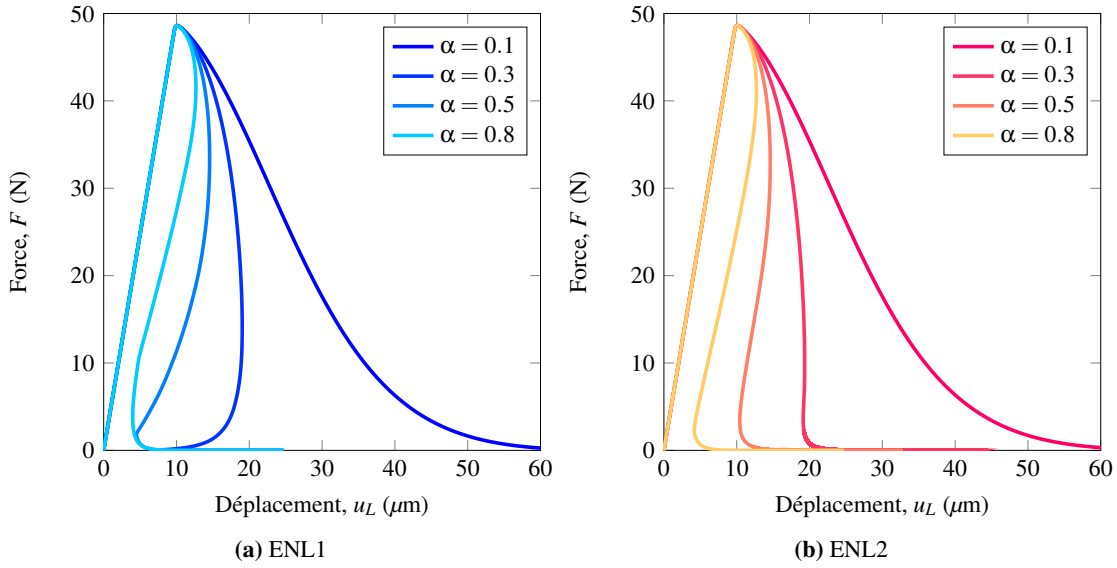 50
40
30
20
10
0
0
10
20
30
40
50
60
Force, F (N)
Déplacement, u_L (μm)
α = 0.1
α = 0.3
α = 0.5
α = 0.8
(a) ENL1
50
40
30
20
10
0
0
10
20
30
40
50
60
Force, F (N)
Déplacement, u_L (μm)
α = 0.1
α = 0.3
α = 0.5
α = 0.8
(b) ENL2